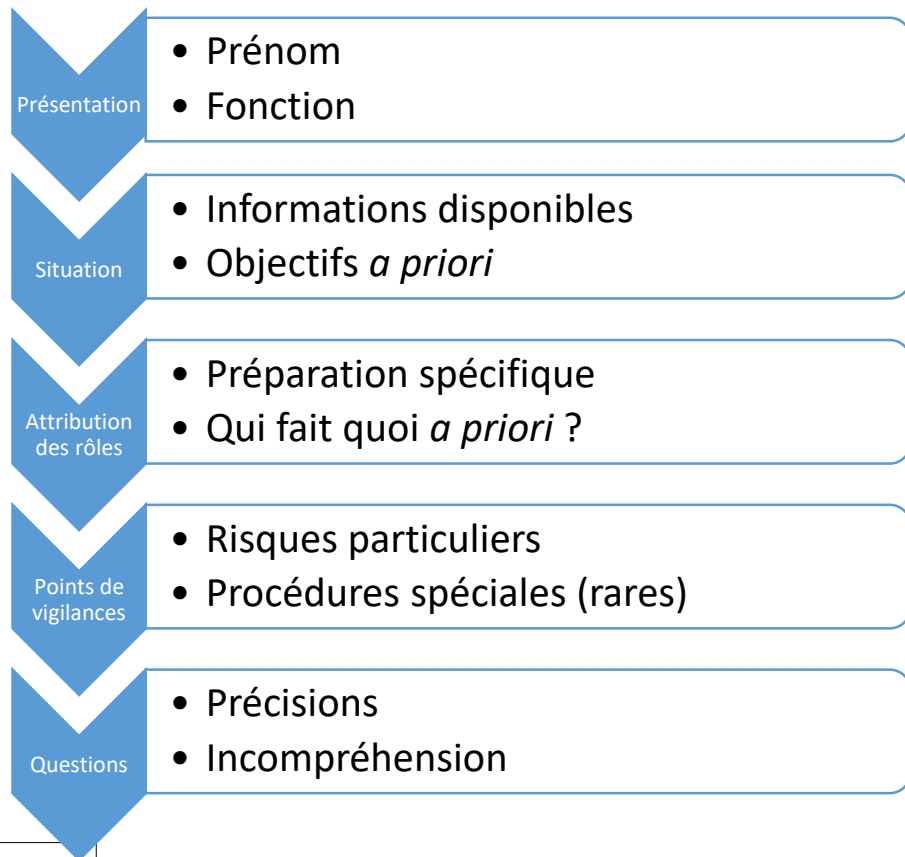 Présentation
• Prénom
• Fonction
Situation
• Informations disponibles
• Objectifs a priori
Attribution
des rôles
• Préparation spécifique
• Qui fait quoi a priori ?
Points de
vigilances
• Risques particuliers
• Procédures spéciales (rares)
Questions
• Précisions
• Incompréhension